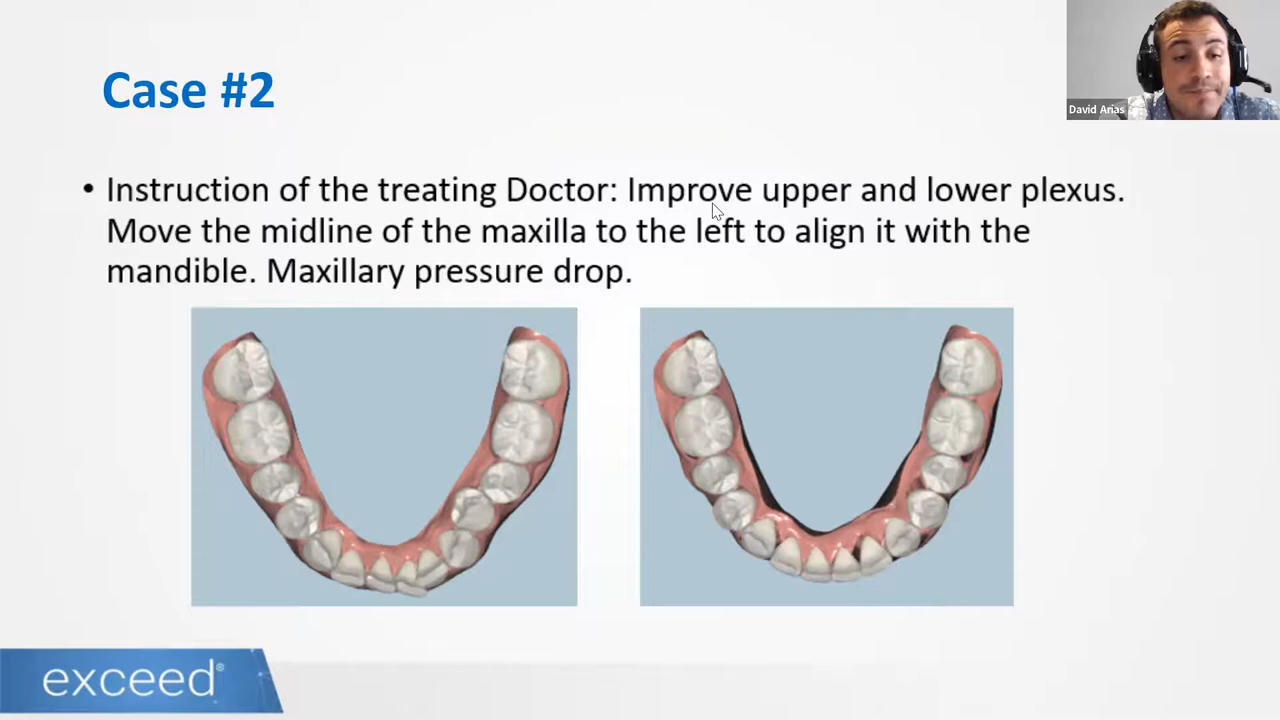 Case #2
David Arias
• Instruction of the treating Doctor: Improve upper and lower plexus.
Move the midline of the maxilla to the left to align it with the
mandible. Maxillary pressure drop.
exceed®